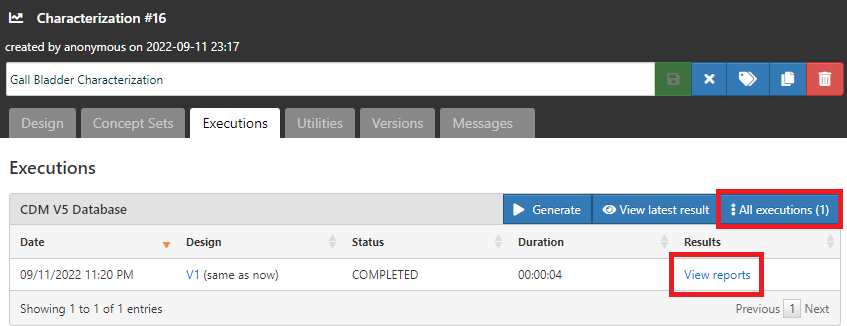 Characterization #16
created by anonymous on 2022-09-11 23:17
Gall Bladder Characterization
Design Concept Sets Executions Utilities Versions Messages
Executions
CDM V5 Database Generate View latest result All executions (1)
Date Design Status Duration Results
09/11/2022 11:20 PM V1 (same as now) COMPLETED 00:00:04 View reports
Showing 1 to 1 of 1 entries Previous 1 Next